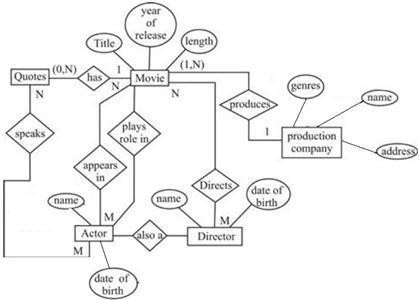 year
of
release
Title
length
Quotes
(0,N)
has
1
Movie
(1,N)
N
N
N
genres
produces
name
speaks
plays
role in
1
production
company
address
appears
in
Directs
name
name
date of
birth
M
M
Actor
also a
Director
M
date of
birth